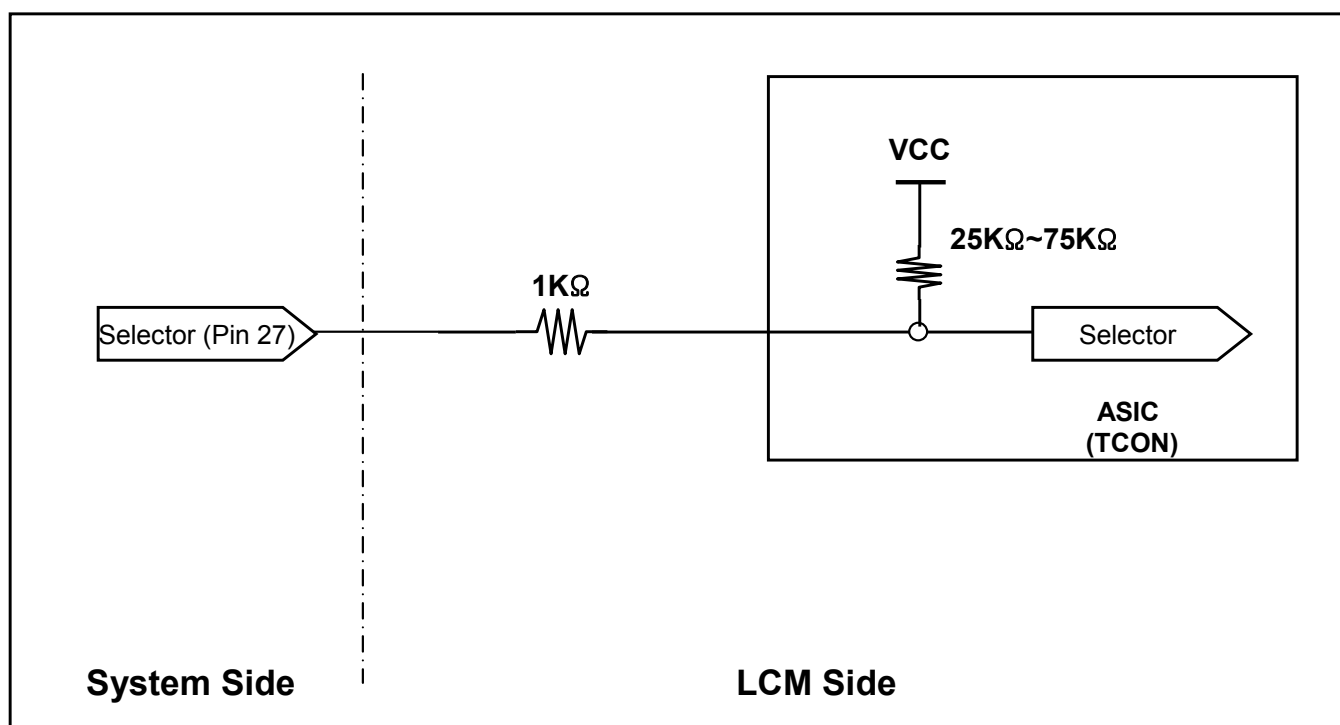 VCC
25KΩ~75KΩ
1KΩ
Selector (Pin 27)
Selector
ASIC
(TCON)
System Side
LCM Side